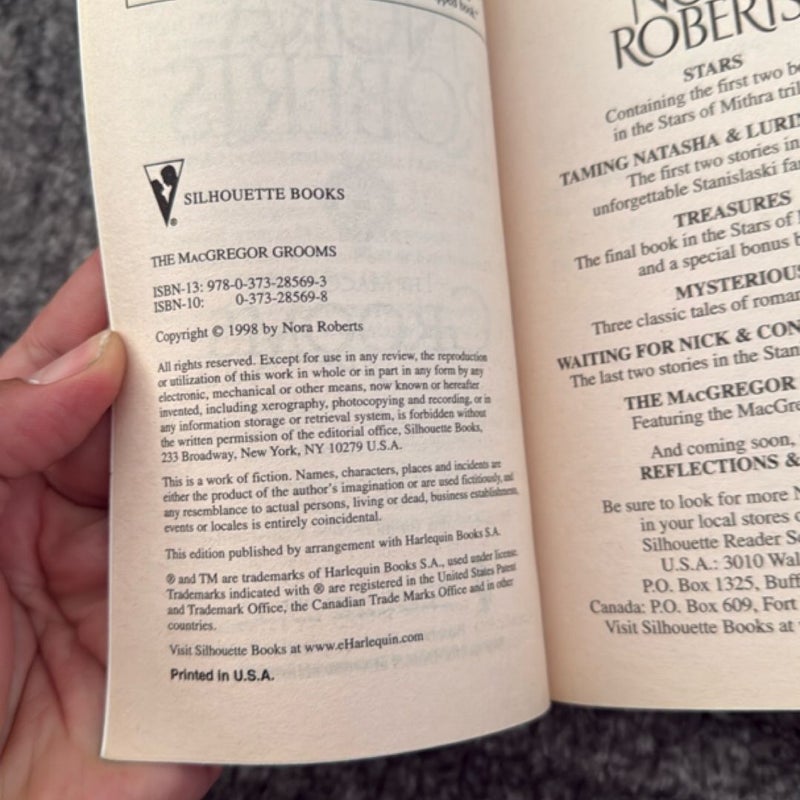 book."
SILHOUETTE BOOKS
®
THE MACGREGOR GROOMS
ISBN-13: 978-0-373-28569-3
ISBN-10: 0-373-28569-8
Copyright © 1998 by Nora Roberts
All rights reserved. Except for use in any review, the reproduction
or utilization of this work in whole or in part in any form by any
electronic, mechanical or other means, now known or hereafter
invented, including xerography, photocopying and recording, or in
any information storage or retrieval system, is forbidden without
the written permission of the editorial office, Silhouette Books,
233 Broadway, New York, NY 10279 U.S.A.
This is a work of fiction. Names, characters, places and incidents are
either the product of the author's imagination or are used fictitiously, and
any resemblance to actual persons, living or dead, business establishments,
events or locales is entirely coincidental.
This edition published by arrangement with Harlequin Books S.A.
® and TM are trademarks of Harlequin Books S.A., used under license.
Trademarks indicated with ® are registered in the United States Patent
and Trademark Office, the Canadian Trade Marks Office and in other
countries.
Visit Silhouette Books at www.eHarlequin.com
Printed in U.S.A.
ROBERTS
STARS
Containing the first two
in the Stars of Mithra
TAMING NATASHA &
The first two stories in
unforgettable Stanislaski
TREASURES
The final book in the Stars of
and a special bonus
MYSTERIOUS
Three classic tales of
WAITING FOR NICK &
The last two stories in the
THE MACGREGOR
Featuring the
And coming soon,
REFLECTIONS &
Be sure to look for more
in your local stores
Silhouette Reader
U.S.A.: 3010
P.O. Box 1325,
Canada: P.O. Box 609, Fort
Visit Silhouette Books at